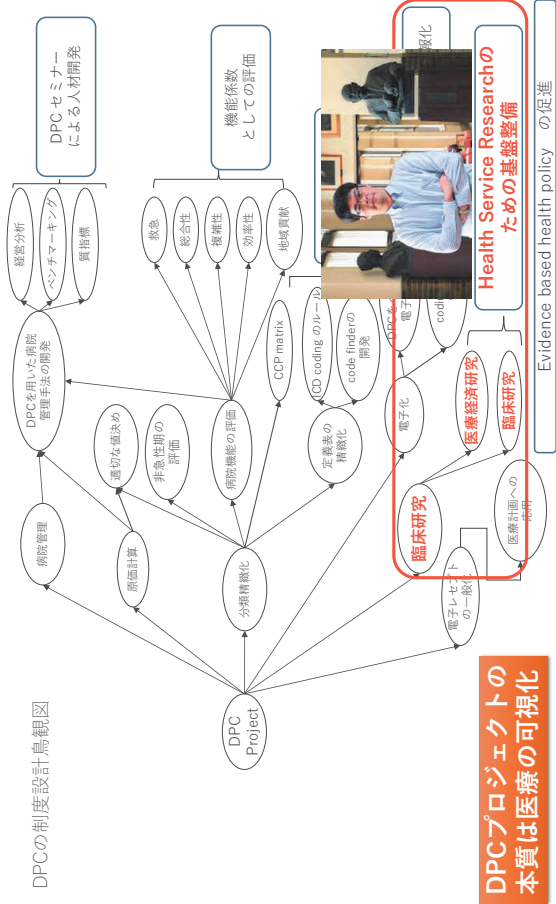 DPCの制度設計鳥観図
DPC
Project
病院管理
原価計算
分類精緻化
電子レセプト
の一般化
臨床研究
DPCを用いた病院
管理手法の開発
適切な値決め
非急性期の
評価
病院機能の評価
定義表の
精緻化
電子化
医療計画への
応用
経営分析
ベンチマーキング
質指標
救急
総合性
複雑性
効率性
地域貢献
CCP matrix
ICD coding のルール
code finderの
開発
DPCを
電子
coding
医療経済研究
臨床研究
DPC セミナー
による人材開発
機能係数
としての評価
報化
Health Service Researchの
ための基盤整備
Evidence based health policy の促進
DPCプロジェクトの
本質は医療の可視化